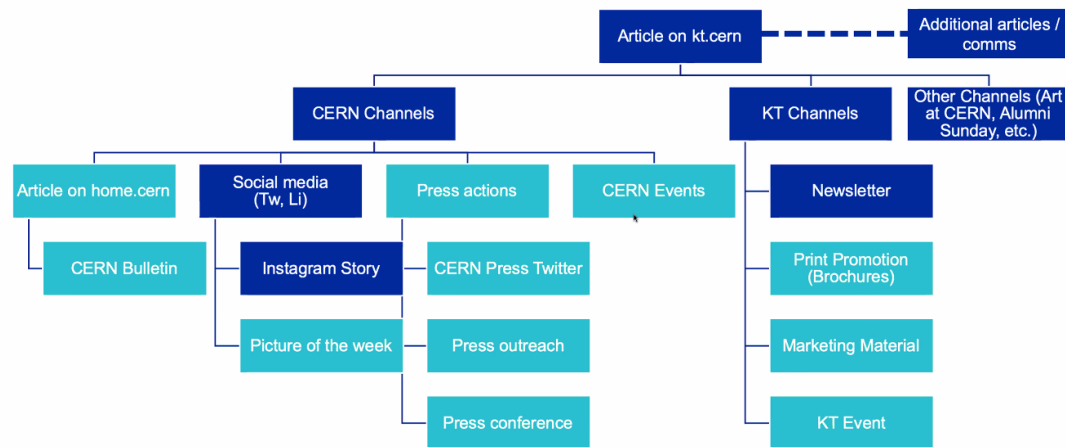 Article on kt.cern
Additional articles /
comms
CERN Channels
KT Channels
Other Channels (Art
at CERN, Alumni
Sunday, etc.)
Article on home.cern
Social media
(Tw, Li)
Press actions
CERN Events
Newsletter
CERN Bulletin
Instagram Story
CERN Press Twitter
Print Promotion
(Brochures)
Picture of the week
Press outreach
Marketing Material
Press conference
KT Event